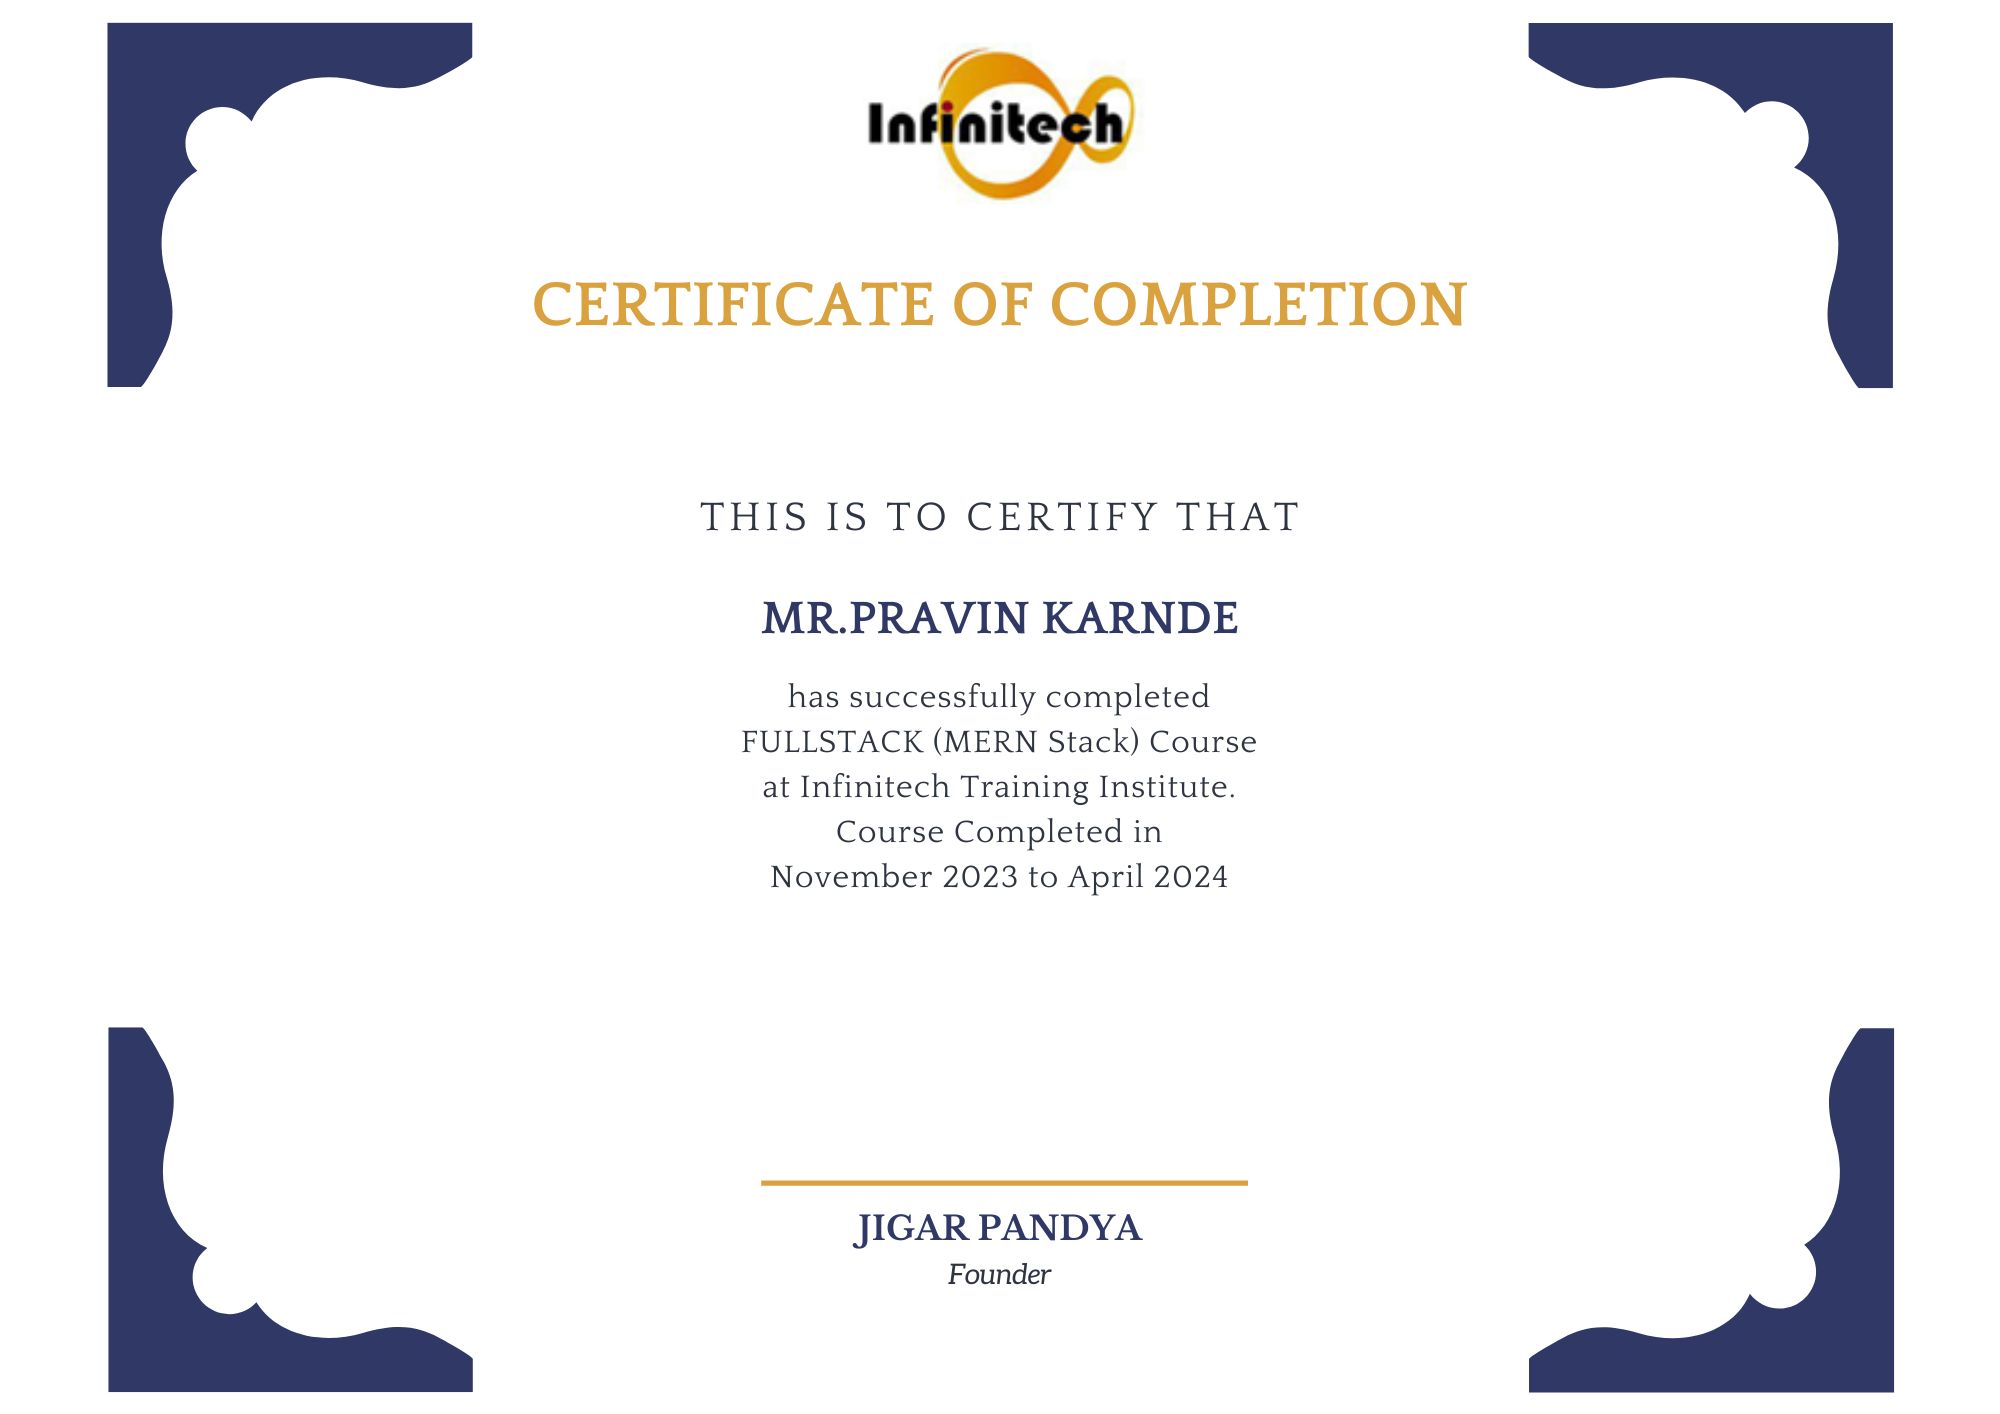 Infinitech
CERTIFICATE OF COMPLETION
THIS IS TO CERTIFY THAT
MR.PRAVIN KARNDE
has successfully completed
FULLSTACK (MERN Stack) Course
at Infinitech Training Institute.
Course Completed in
November 2023 to April 2024
JIGAR PANDYA
Founder